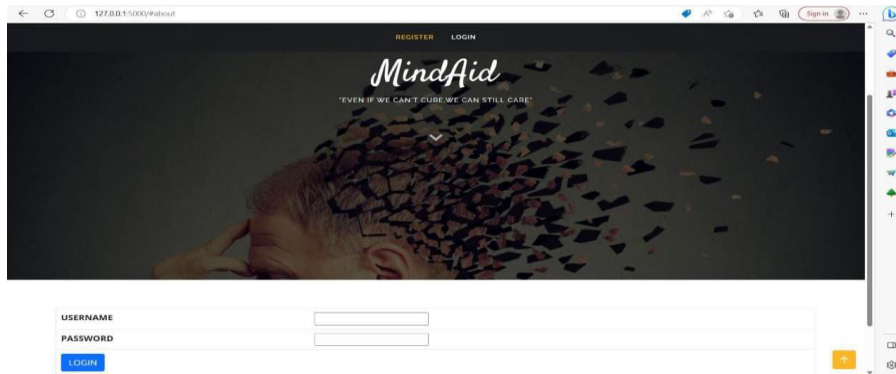 127.0.0.1:5000/#about
Sign in
REGISTER LOGIN
MindAid
"EVEN IF WE CAN'T CURE,WE CAN STILL CARE"
USERNAME
PASSWORD
LOGIN